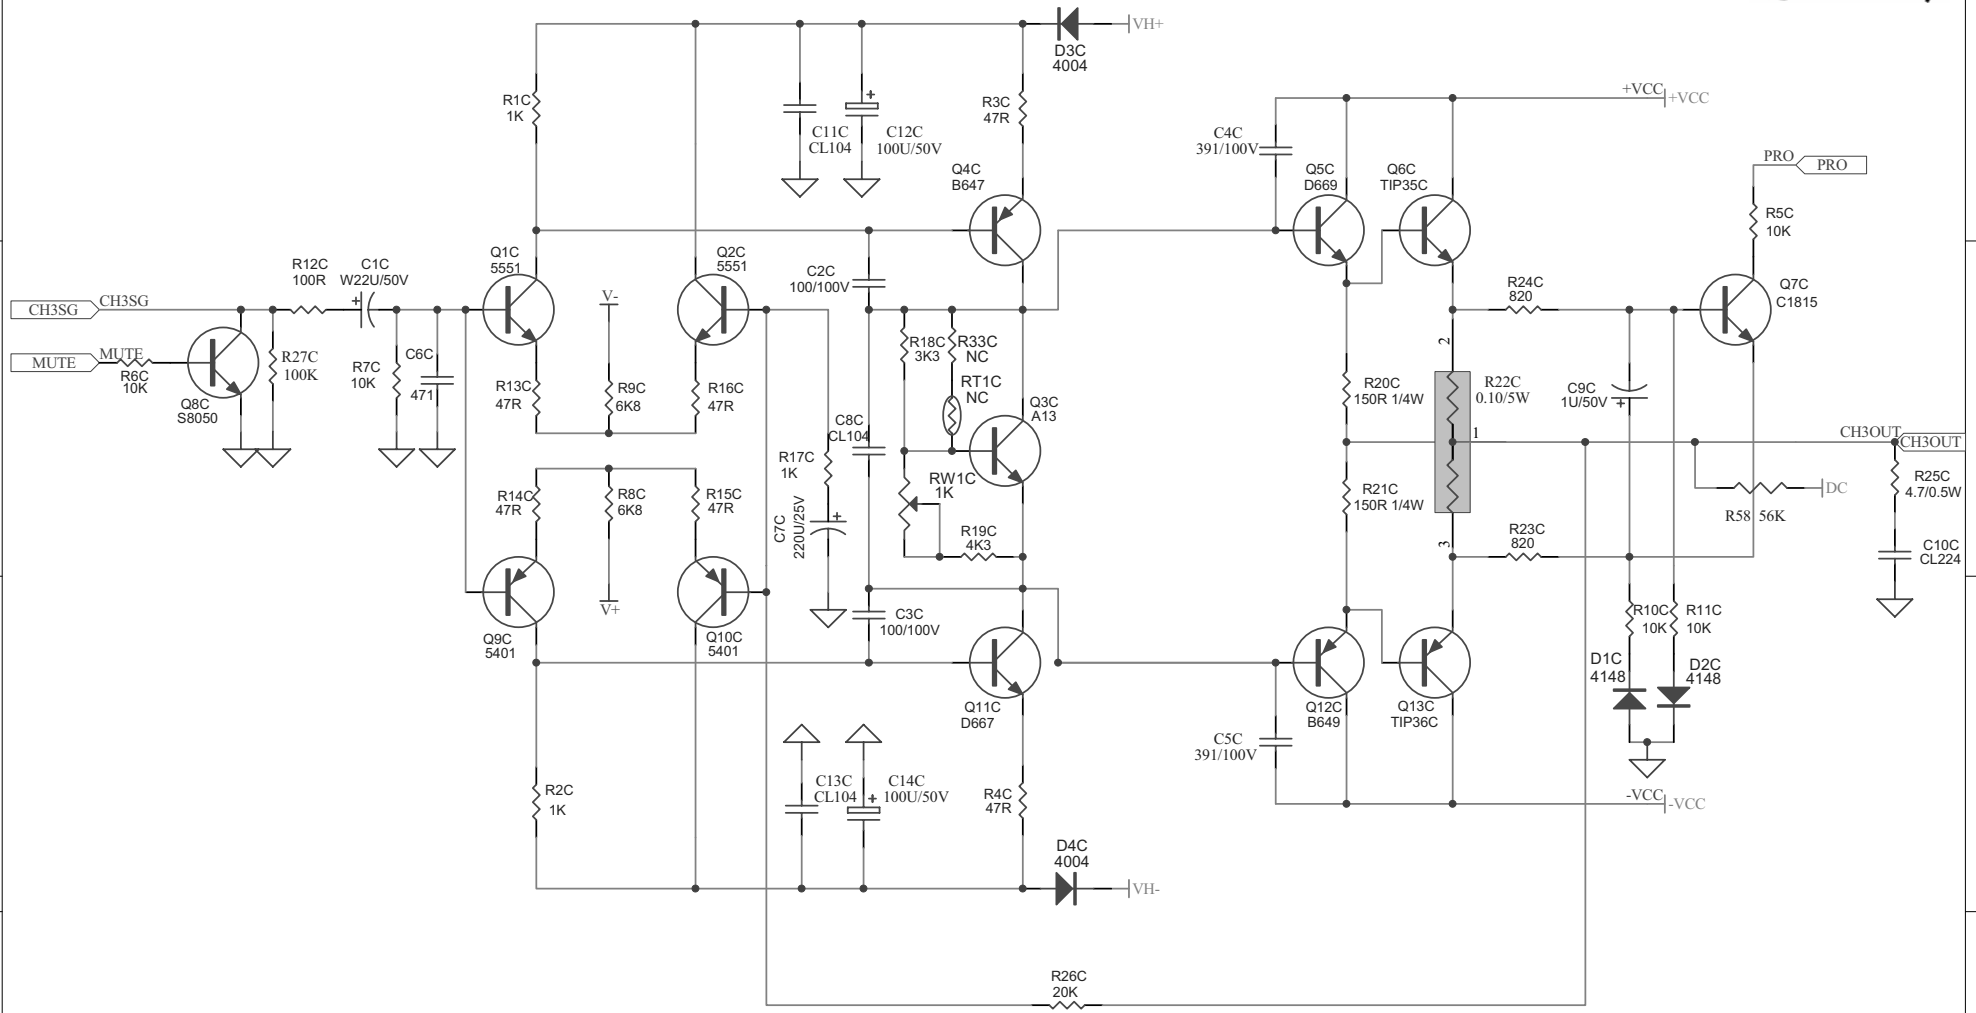 VH+
D3C
4004
R1C
1K
C11C
CL104
+
C12C
100U/50V
R3C
47R
+VCC
+VCC
C4C
391/100V
Q4C
B647
Q5C
D669
Q6C
TIP35C
PRO
PRO
R5C
10K
Q1C
5551
Q2C
5551
R12C
100R
C1C
W22U/50V
+
C2C
100/100V
R24C
820
Q7C
C1815
CH3SG
CH3SG
V-
MUTE
MUTE
R6C
10K
Q8C
S8050
R27C
100K
R7C
10K
C6C
471
R13C
47R
R9C
6K8
R16C
47R
R18C
3K3
R33C
NC
RT1C
NC
Q3C
A13
2
R20C
150R 1/4W
R22C
0.10/5W
C9C
1U/50V
+
C8C
CL104
1
CH3OUT
CH3OUT
R17C
1K
RW1C
1K
R14C
47R
R8C
6K8
R15C
47R
C7C
220U/25V
+
R21C
150R 1/4W
DC
R58 56K
R25C
4.7/0.5W
R19C
4K3
3
R23C
820
C10C
CL224
V+
Q9C
5401
Q10C
5401
C3C
100/100V
R10C
10K
R11C
10K
D1C
4148
D2C
4148
Q11C
D667
Q12C
B649
Q13C
TIP36C
C5C
391/100V
R2C
1K
C13C
CL104
+
C14C
100U/50V
R4C
47R
-VCC
-VCC
D4C
4004
VH-
R26C
20K